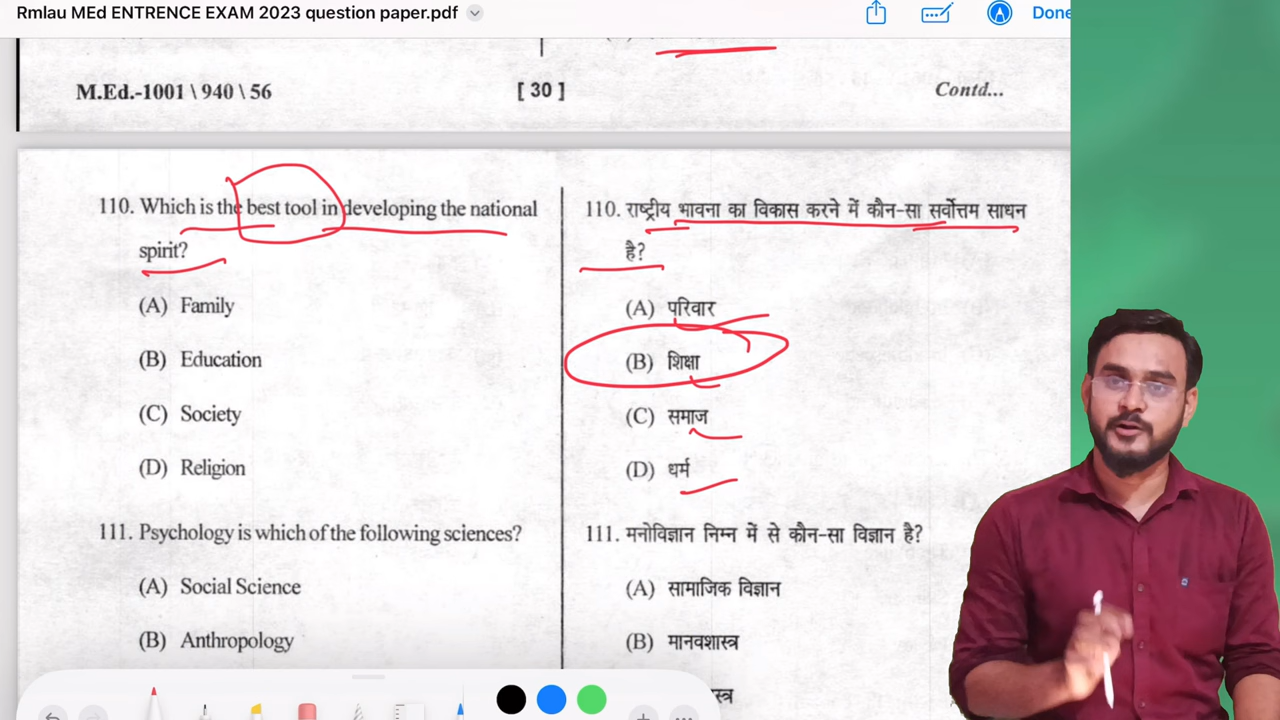 Rmlau MEd ENTRENCE EXAM 2023 question paper.pdf
Done
M.Ed.-1001 \ 940 \ 56
[ 30 ]
Contd...
110. Which is the best tool in developing the national
spirit?
(A) Family
(B) Education
(C) Society
(D) Religion
111. Psychology is which of the following sciences?
(A) Social Science
(B) Anthropology
110. राष्ट्रीय भावना का विकास करने में कौन-सा सर्वोत्तम साधन
है?
(A) परिवार
(B) शिक्षा
(C) समाज
(D) धर्म
111. मनोविज्ञान निम्न में से कौन-सा विज्ञान है?
(A) सामाजिक विज्ञान
(B) मानवशास्त्र